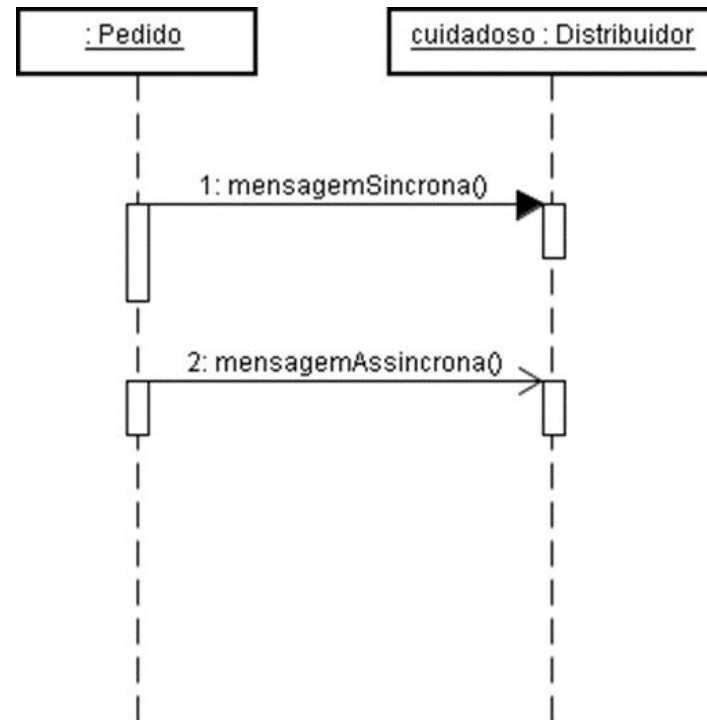 : Pedido
cuidadoso : Distribuidor
1: mensagemSincrona()
2: mensagemAssincrona()